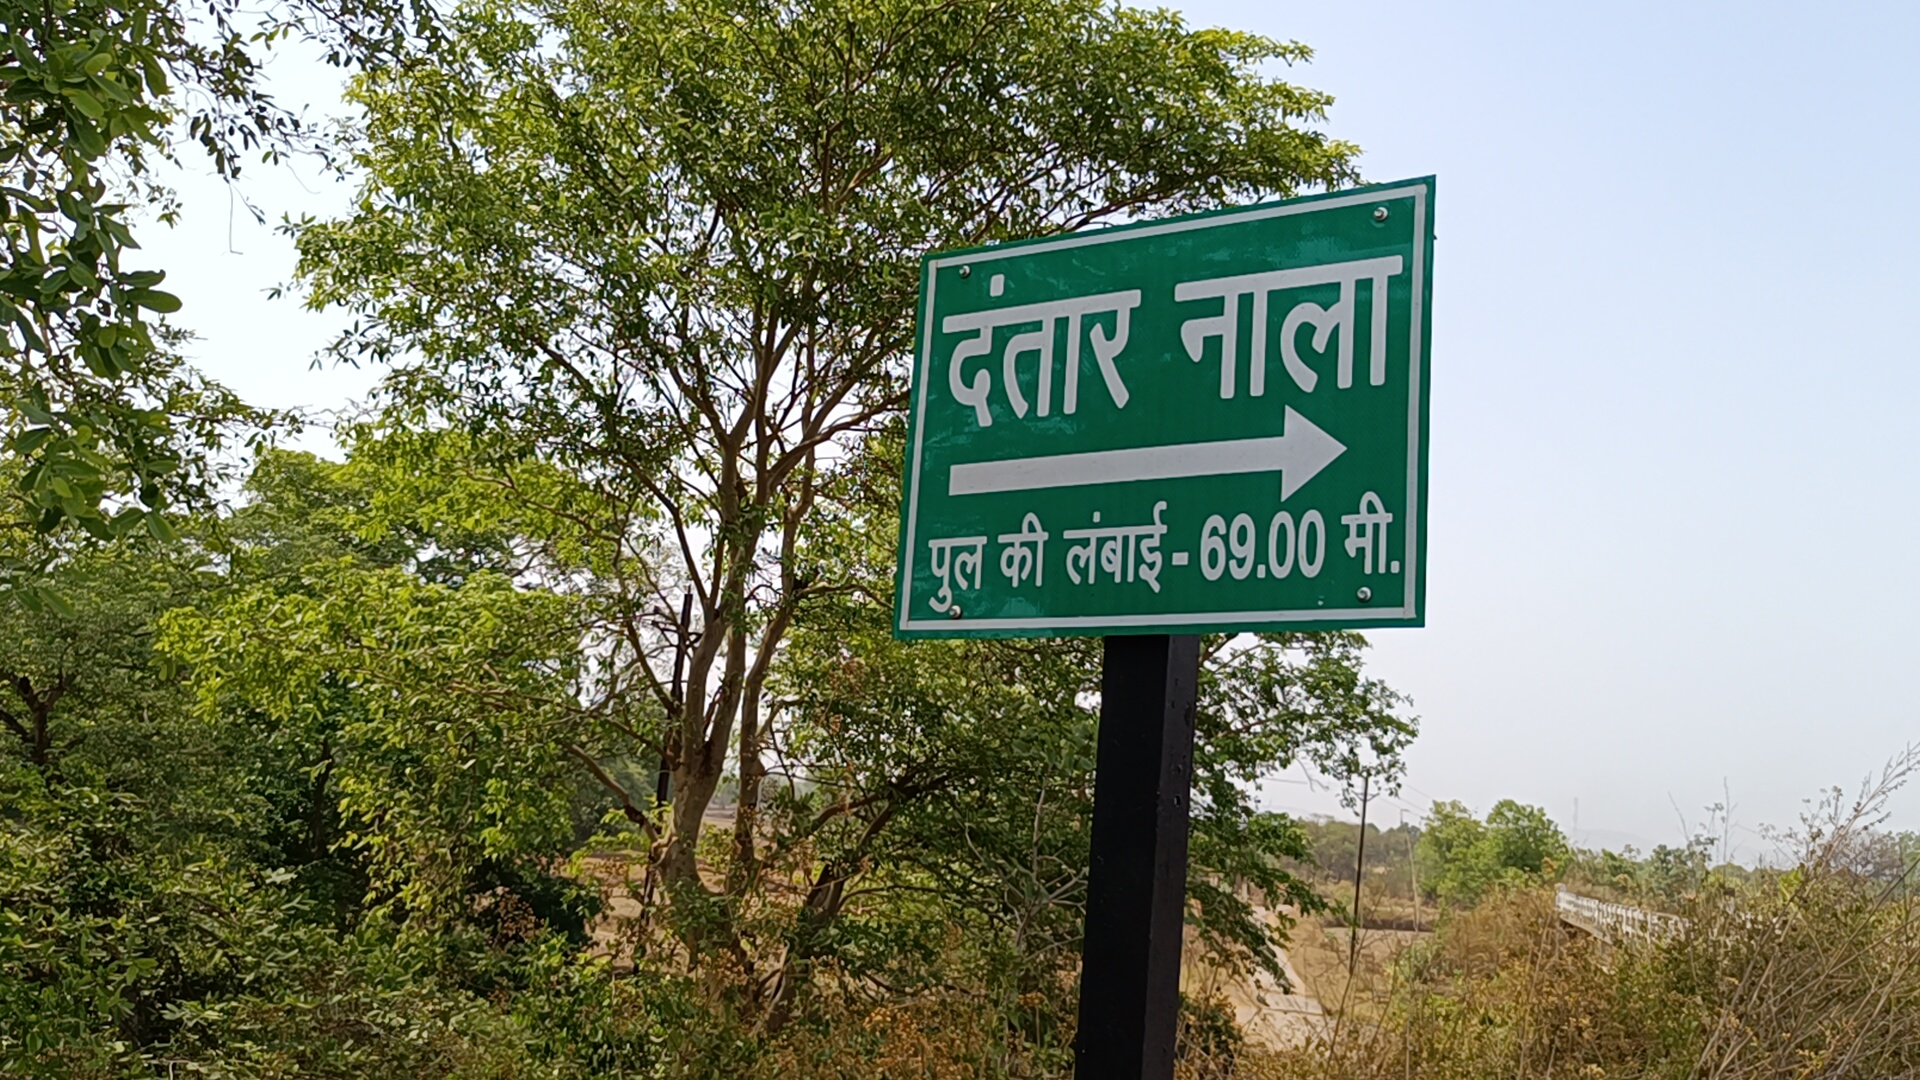 दंतार नाला
पुल की लंबाई - 69.00 मी.